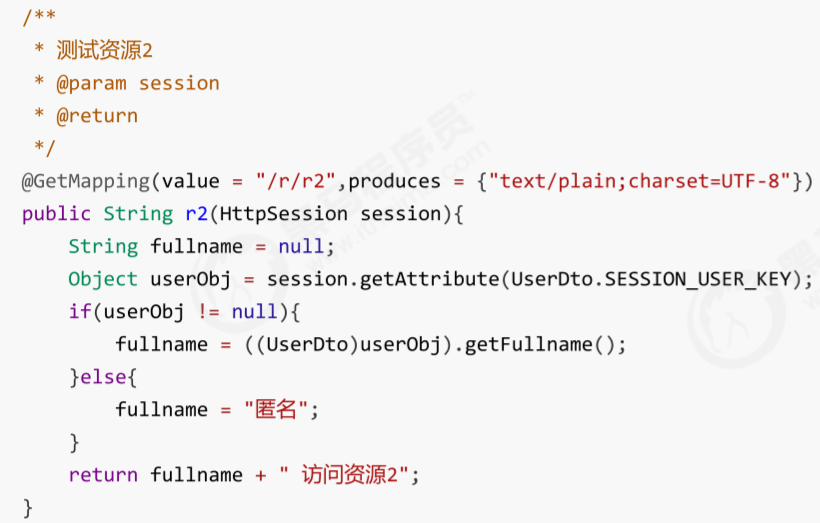 /**
 * 测试资源2
 * @param session
 * @return
 */
@GetMapping(value = "/r/r2",produces = {"text/plain;charset=UTF-8"})
public String r2(HttpSession session){
    String fullname = null;
    Object userObj = session.getAttribute(UserDto.SESSION_USER_KEY);
    if(userObj != null){
        fullname = ((UserDto)userObj).getFullname();
    }else{
        fullname = "匿名";
    }
    return fullname + " 访问资源2";
}